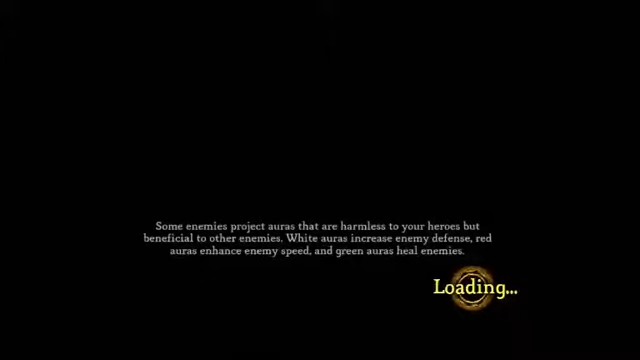 Some enemies project auras that are harmless to your heroes but
beneficial to other enemies. White auras increase enemy defense, red
auras enhance enemy speed, and green auras heal enemies.
Loading...